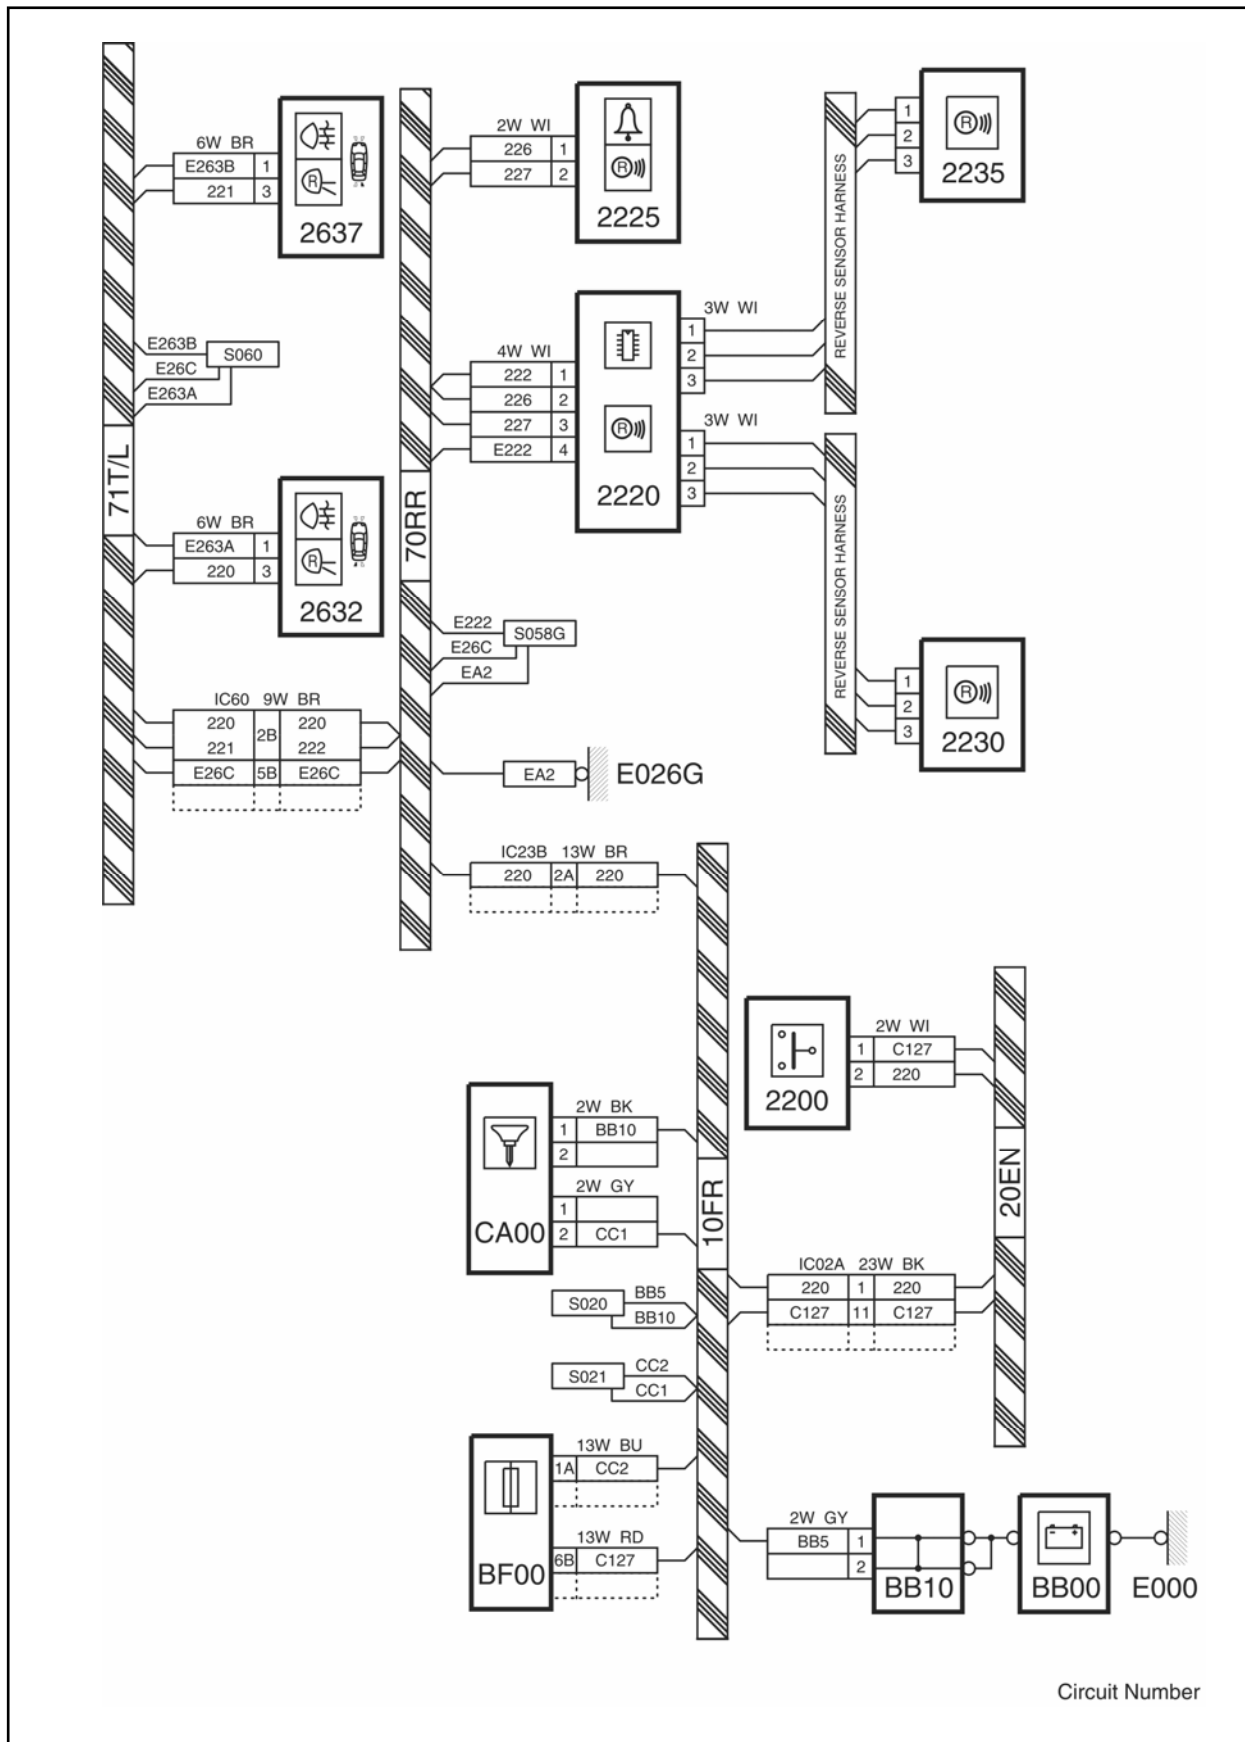 6W BR
E263B 1
221 3
2637
2W WI
226 1
227 2
2225
1
2
3
2235
REVERSE SENSOR HARNESS
E263B
E26C
E263A
S060
4W WI
222 1
226 2
227 3
E222 4
2220
3W WI
1
2
3
3W WI
1
2
3
71T/L
70RR
6W BR
E263A 1
220 3
2632
REVERSE SENSOR HARNESS
E222
E26C
EA2
S058G
1
2
3
2230
IC60 9W BR
220 2B 220
221 222
E26C 5B E26C
EA2
E026G
IC23B 13W BR
220 2A 220
2W WI
1 C127
2 220
2200
2W BK
1 BB10
2
2W GY
1
2 CC1
CA00
10FR
20EN
IC02A 23W BK
220 1 220
C127 11 C127
S020
BB5
BB10
S021
CC2
CC1
13W BU
1A CC2
13W RD
6B C127
BF00
2W GY
BB5 1
2
BB10
BB00
E000
Circuit Number